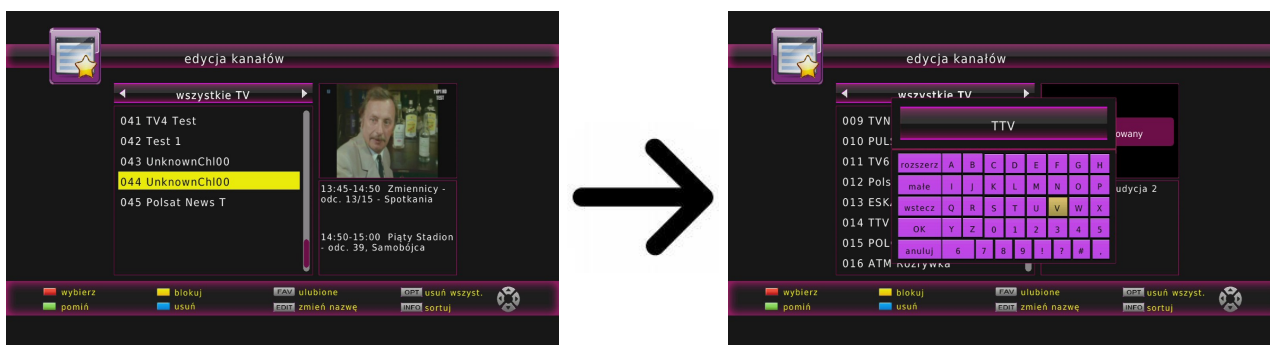 edycja kanałów
wszystkie TV
041 TV4 Test
042 Test 1
043 UnknownChl00
044 UnknownChl00
045 Polsat News T
13:45-14:50 Zmiennicy -
odc. 13/15 - Spotkania
14:50-15:00 Piąty Stadion
- odc. 39, Samobójca
wybierz blokuj FAV ulubione OPT usuń wszyst.
pomiń usuń EDIT zmień nazwę INFO sortuj
edycja kanałów
wszystkie TV
TTV
009 TVN
010 PUL
owany
011 TV6
012 Pols
udycja 2
013 ESK
014 TTV
015 POL
016 ATM Rozrywka
rozszerz A B C D E F G H
małe I J K L M N O P
wstecz Q R S T U V W X
OK Y Z 0 1 2 3 4 5
anuluj 6 7 8 9 ! ? # .
wybierz blokuj FAV ulubione OPT usuń wszyst.
pomiń usuń EDIT zmień nazwę INFO sortuj